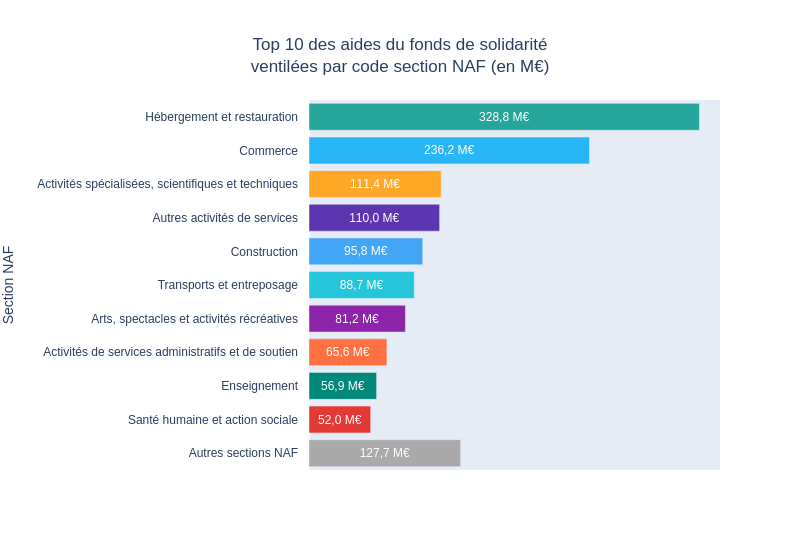 Top 10 des aides du fonds de solidarité
ventilées par code section NAF (en M€)
Section NAF
Hébergement et restauration 328,8 M€
Commerce 236,2 M€
Activités spécialisées, scientifiques et techniques 111,4 M€
Autres activités de services 110,0 M€
Construction 95,8 M€
Transports et entreposage 88,7 M€
Arts, spectacles et activités récréatives 81,2 M€
Activités de services administratifs et de soutien 65,6 M€
Enseignement 56,9 M€
Santé humaine et action sociale 52,0 M€
Autres sections NAF 127,7 M€